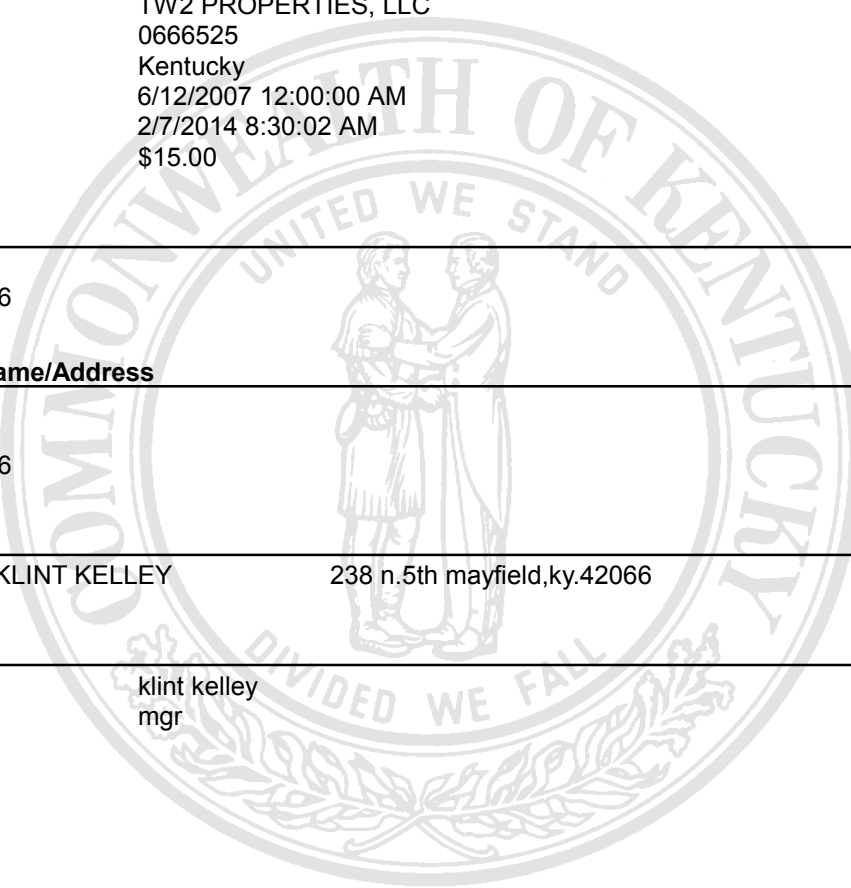 TW2 PROPERTIES, LLC
0666525
Kentucky
6/12/2007 12:00:00 AM
2/7/2014 8:30:02 AM
$15.00
6
ame/Address
6
KLINT KELLEY 238 n.5th mayfield,ky.42066
klint kelley
mgr
COMMONWEALTH OF KENTUCKY
UNITED WE STAND
DIVIDED WE FALL